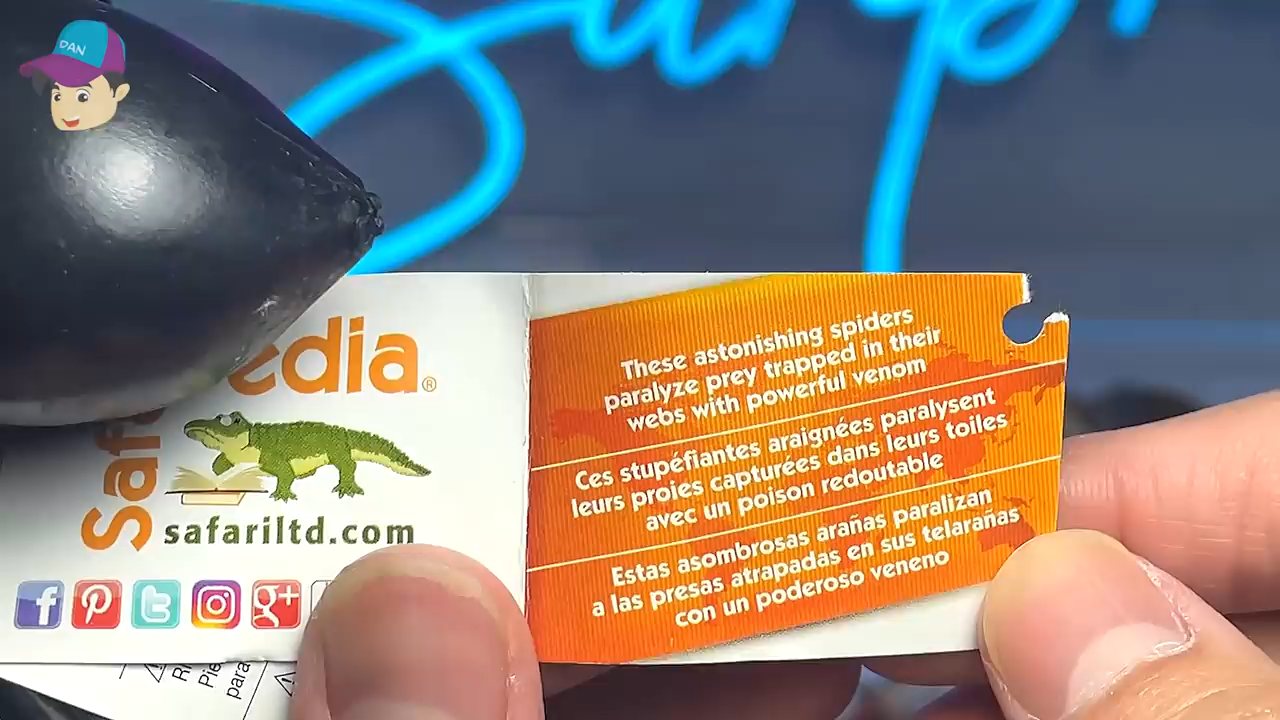 DAN
edia®
Saf
safariltd.com
These astonishing spiders
paralyze prey trapped in their
webs with powerful venom
Ces stupéfiantes araignées paralysent
leurs proies capturées dans leurs toiles
avec un poison redoutable
Estas asombrosas arañas paralizan
a las presas atrapadas en sus telarañas
con un poderoso veneno
para